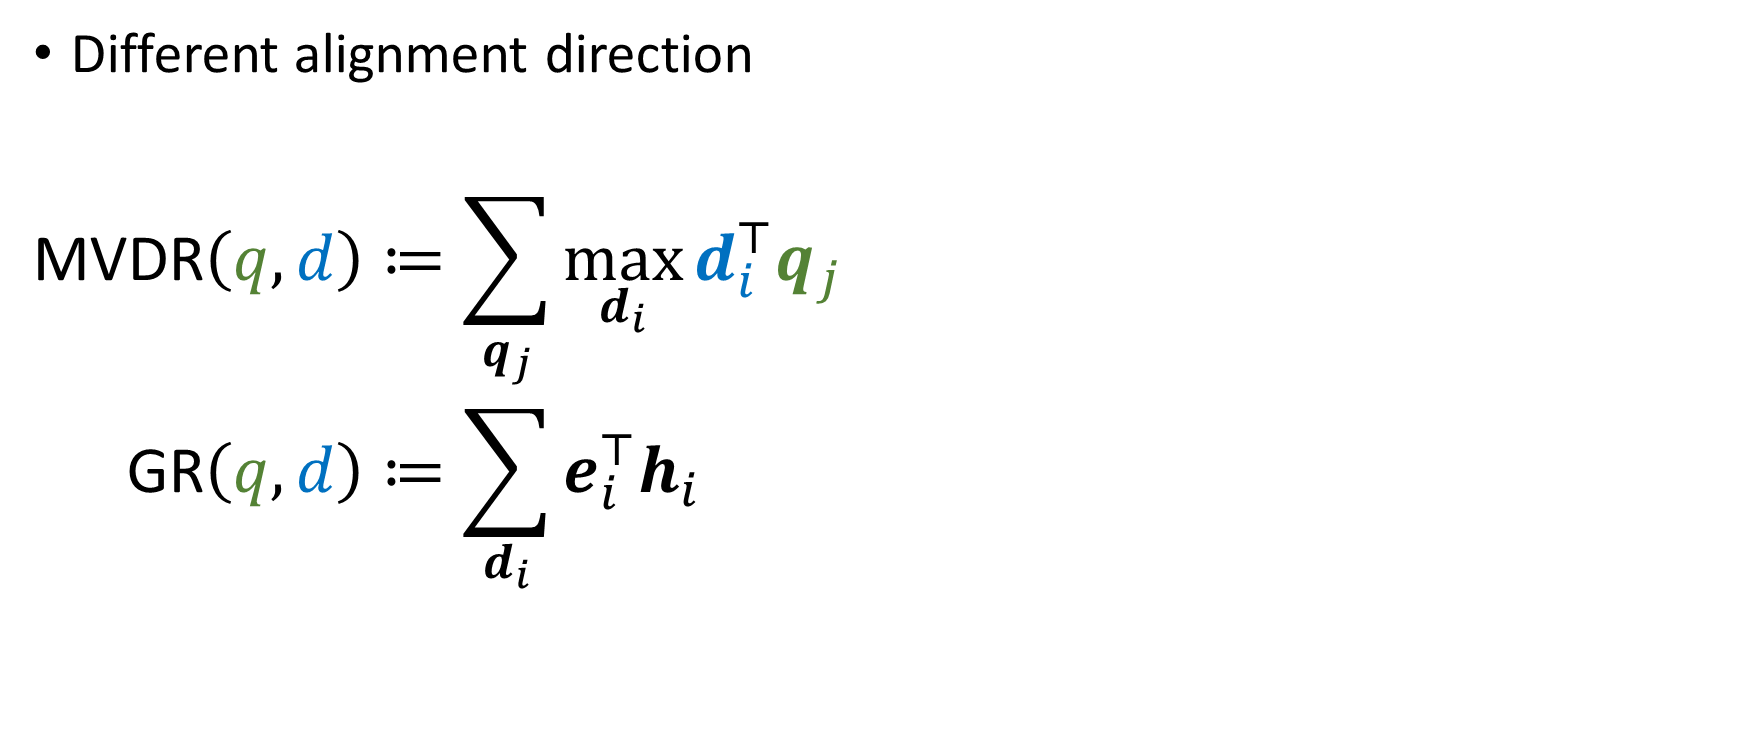 • Different alignment direction
MVDR(q, d) ≔ ∑_{q_j} max_{d_i} d_i^⊤ q_j
GR(q, d) ≔ ∑_{d_i} e_i^⊤ h_i